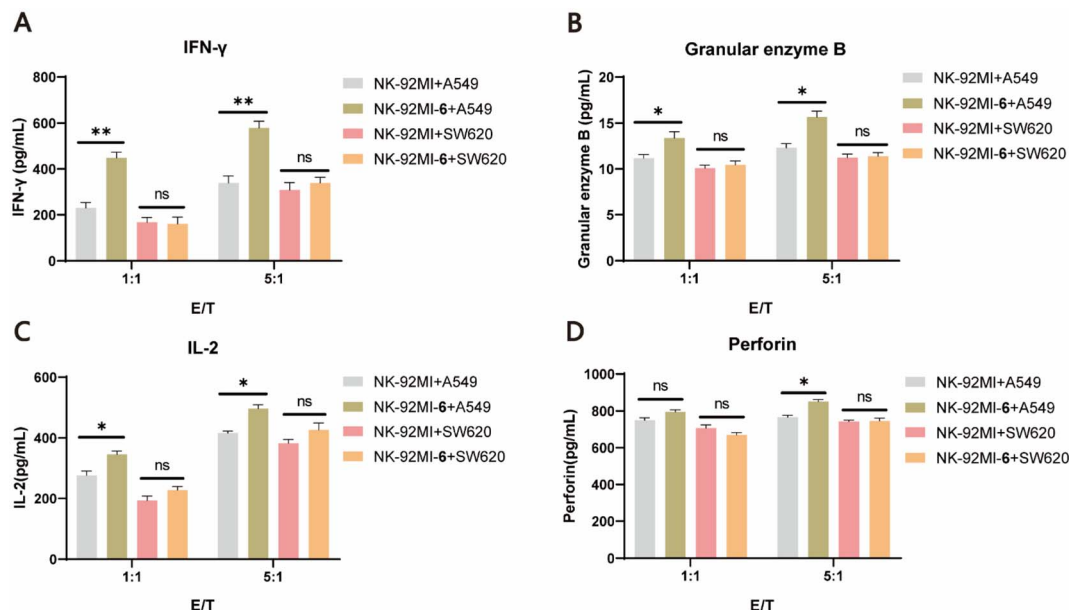 A
IFN-γ
IFN-γ (pg/mL)
800
600
400
200
0
**
ns
**
ns
1:1
5:1
E/T
NK-92MI+A549
NK-92MI-6+A549
NK-92MI+SW620
NK-92MI-6+SW620
B
Granular enzyme B
Granular enzyme B (pg/mL)
20
15
10
5
0
*
ns
*
ns
1:1
5:1
E/T
NK-92MI+A549
NK-92MI-6+A549
NK-92MI+SW620
NK-92MI-6+SW620
C
IL-2
IL-2(pg/mL)
600
400
200
0
*
ns
*
ns
1:1
5:1
E/T
NK-92MI+A549
NK-92MI-6+A549
NK-92MI+SW620
NK-92MI-6+SW620
D
Perforin
Perforin(pg/mL)
1000
800
600
400
200
0
ns
ns
*
ns
1:1
5:1
E/T
NK-92MI+A549
NK-92MI-6+A549
NK-92MI+SW620
NK-92MI-6+SW620